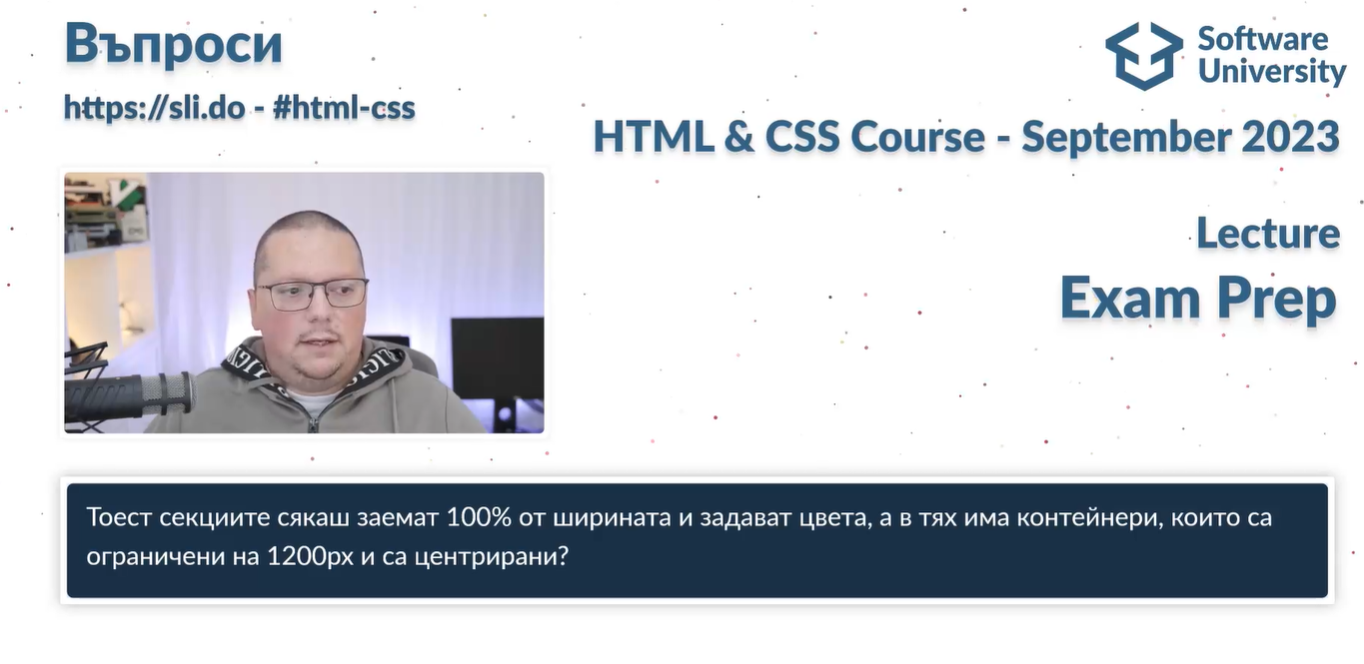 Въпроси
https://sli.do - #html-css
Software
University
HTML & CSS Course - September 2023
Lecture
Exam Prep
Тоест секциите сякаш заемат 100% от ширината и задават цвета, а в тях има контейнери, които са
ограничени на 1200px и са центрирани?